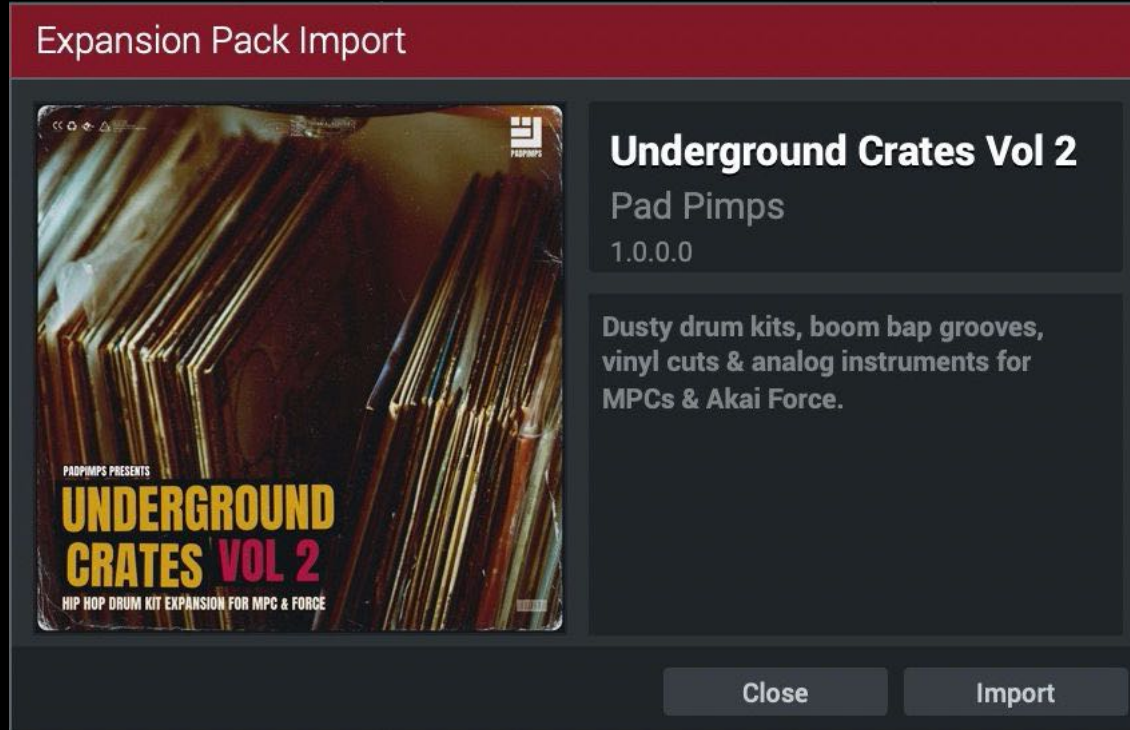 Expansion Pack Import
PADPIMPS
PADPIMPS PRESENTS
UNDERGROUND
CRATES VOL 2
HIP HOP DRUM KIT EXPANSION FOR MPC & FORCE
Underground Crates Vol 2
Pad Pimps
1.0.0.0
Dusty drum kits, boom bap grooves,
vinyl cuts & analog instruments for
MPCs & Akai Force.
Close
Import